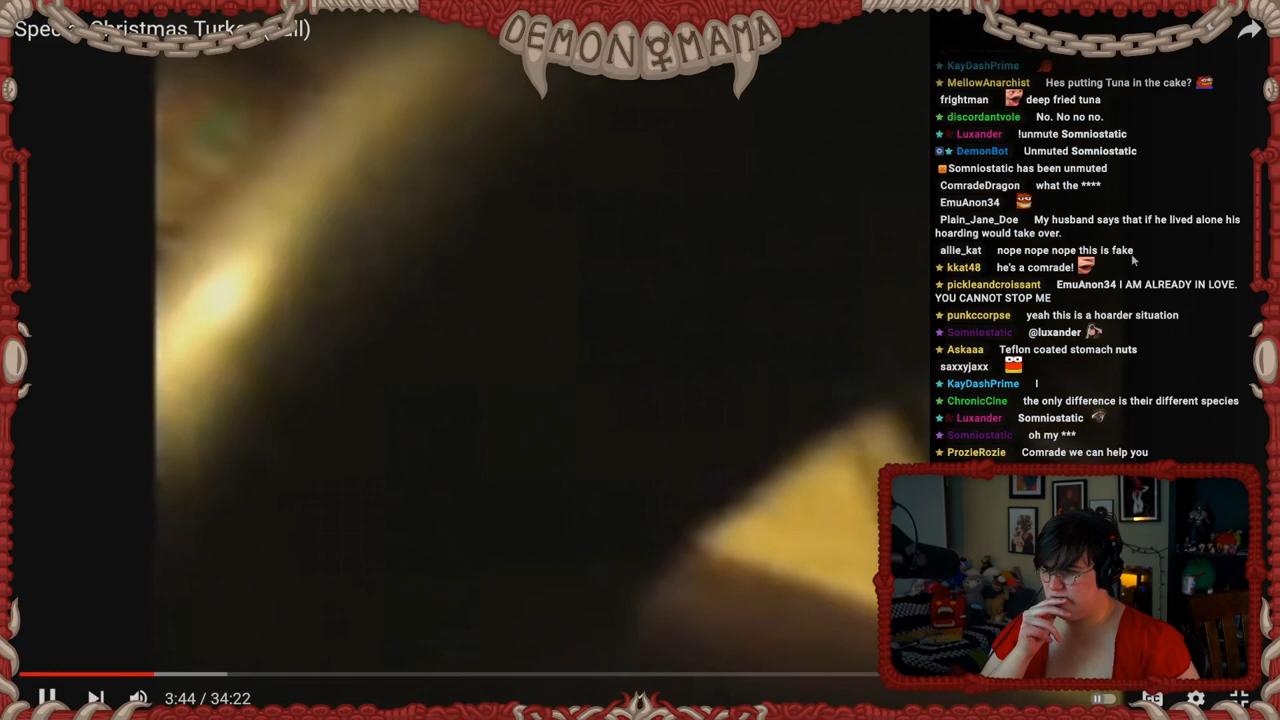 Special Christmas Turkey (Full)
DEMON MAMA
KayDashPrime
MellowAnarchist Hes putting Tuna in the cake?
frightman deep fried tuna
discordantvole No. No no no.
Luxander !unmute Somniostatic
DemonBot Unmuted Somniostatic
Somniostatic has been unmuted
ComradeDragon what the ****
EmuAnon34
Plain_Jane_Doe My husband says that if he lived alone his
hoarding would take over.
allie_kat nope nope nope this is fake
kkat48 he's a comrade!
pickleandcroissant EmuAnon34 I AM ALREADY IN LOVE.
YOU CANNOT STOP ME
punkccorpse yeah this is a hoarder situation
Somniostatic @luxander
Askaaa Teflon coated stomach nuts
saxxyjaxx
KayDashPrime I
ChronicCine the only difference is their different species
Luxander Somniostatic
Somniostatic oh my ***
ProzieRozie Comrade we can help you
3:44 / 34:22
CC